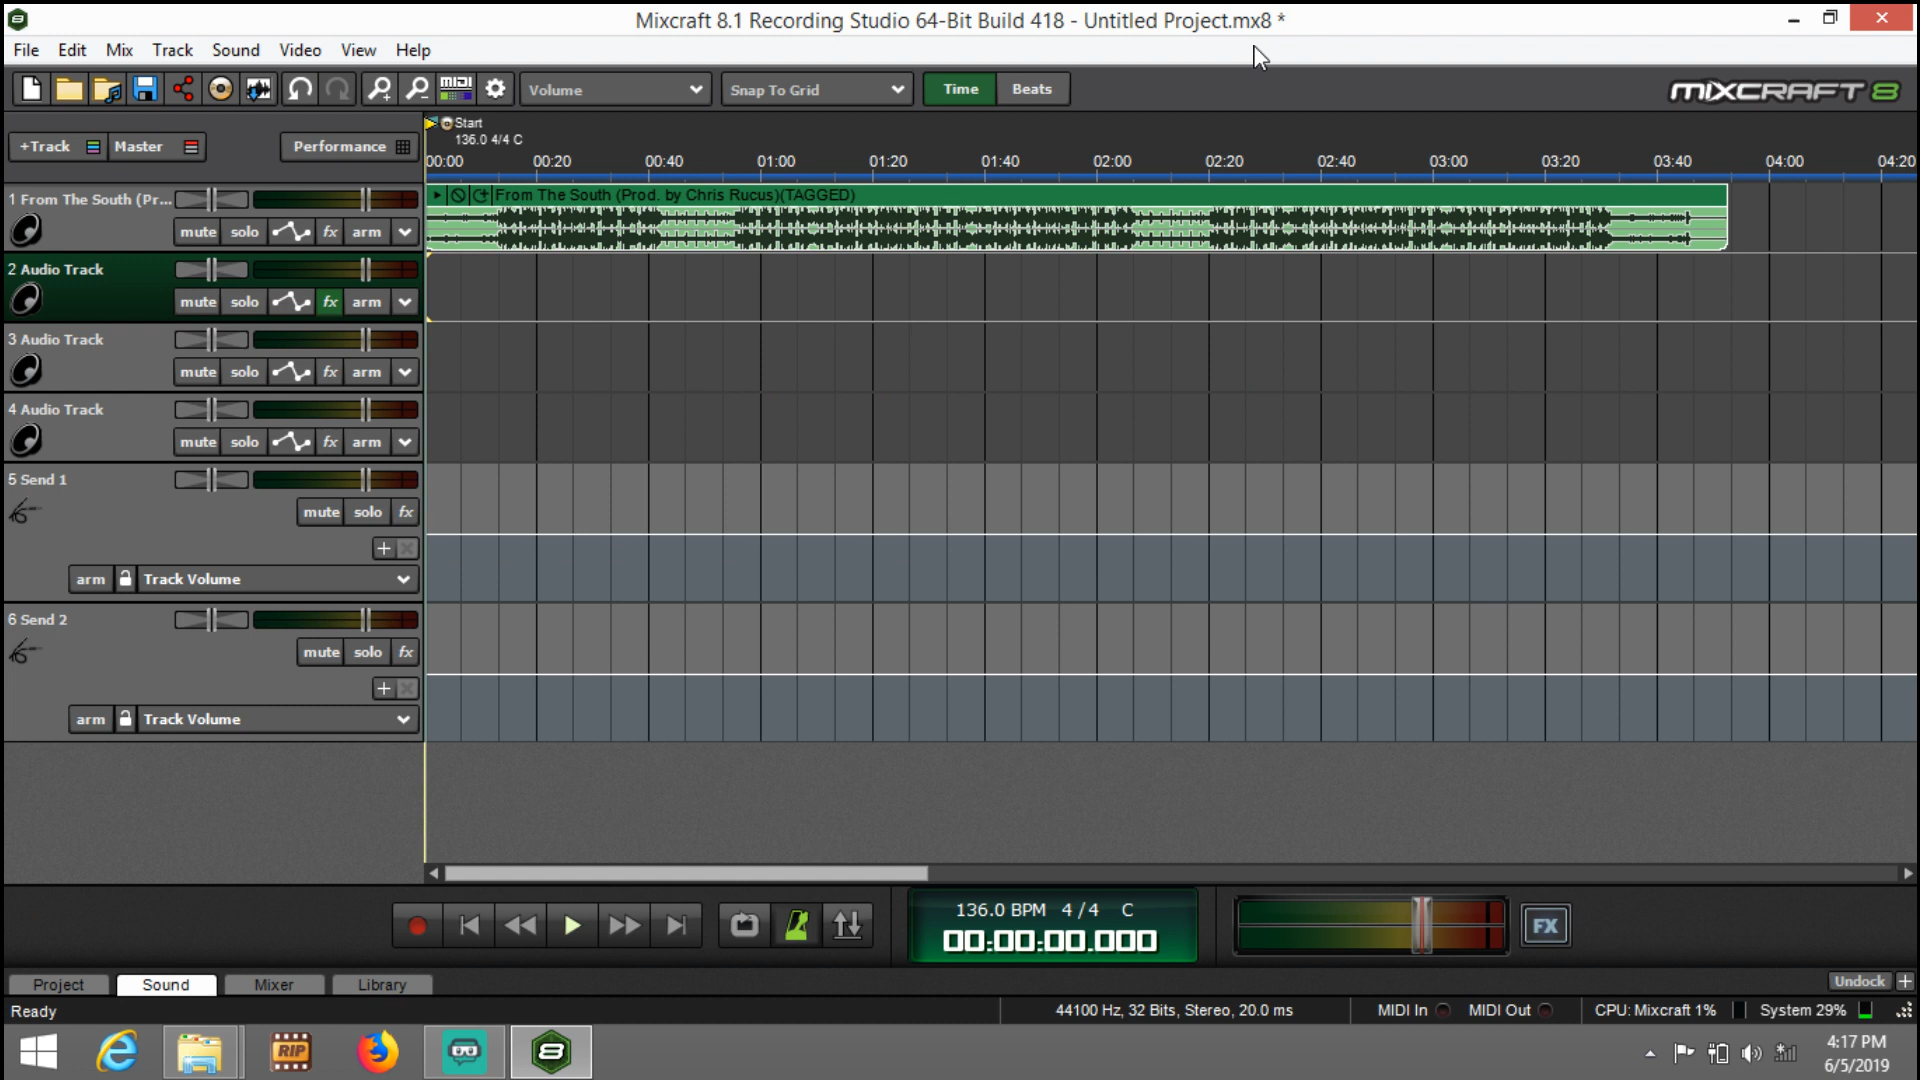 Mixcraft 8.1 Recording Studio 64-Bit Build 418 - Untitled Project.mx8 *
File Edit Mix Track Sound Video View Help
MIDI Volume Snap To Grid Time Beats MIXCRAFT 8
+Track Master Performance
Start
136.0 4/4 C
00:00 00:20 00:40 01:00 01:20 01:40 02:00 02:20 02:40 03:00 03:20 03:40 04:00 04:20
1 From The South (Pr...
From The South (Prod. by Chris Rucus)(TAGGED)
mute solo fx arm
2 Audio Track
mute solo fx arm
3 Audio Track
mute solo fx arm
4 Audio Track
mute solo fx arm
5 Send 1
mute solo fx
arm Track Volume
6 Send 2
mute solo fx
arm Track Volume
136.0 BPM 4/4 C
00:00:00.000
FX
Project Sound Mixer Library Undock
Ready 44100 Hz, 32 Bits, Stereo, 20.0 ms MIDI In MIDI Out CPU: Mixcraft 1% System 29%
RIP
8
4:17 PM
6/5/2019